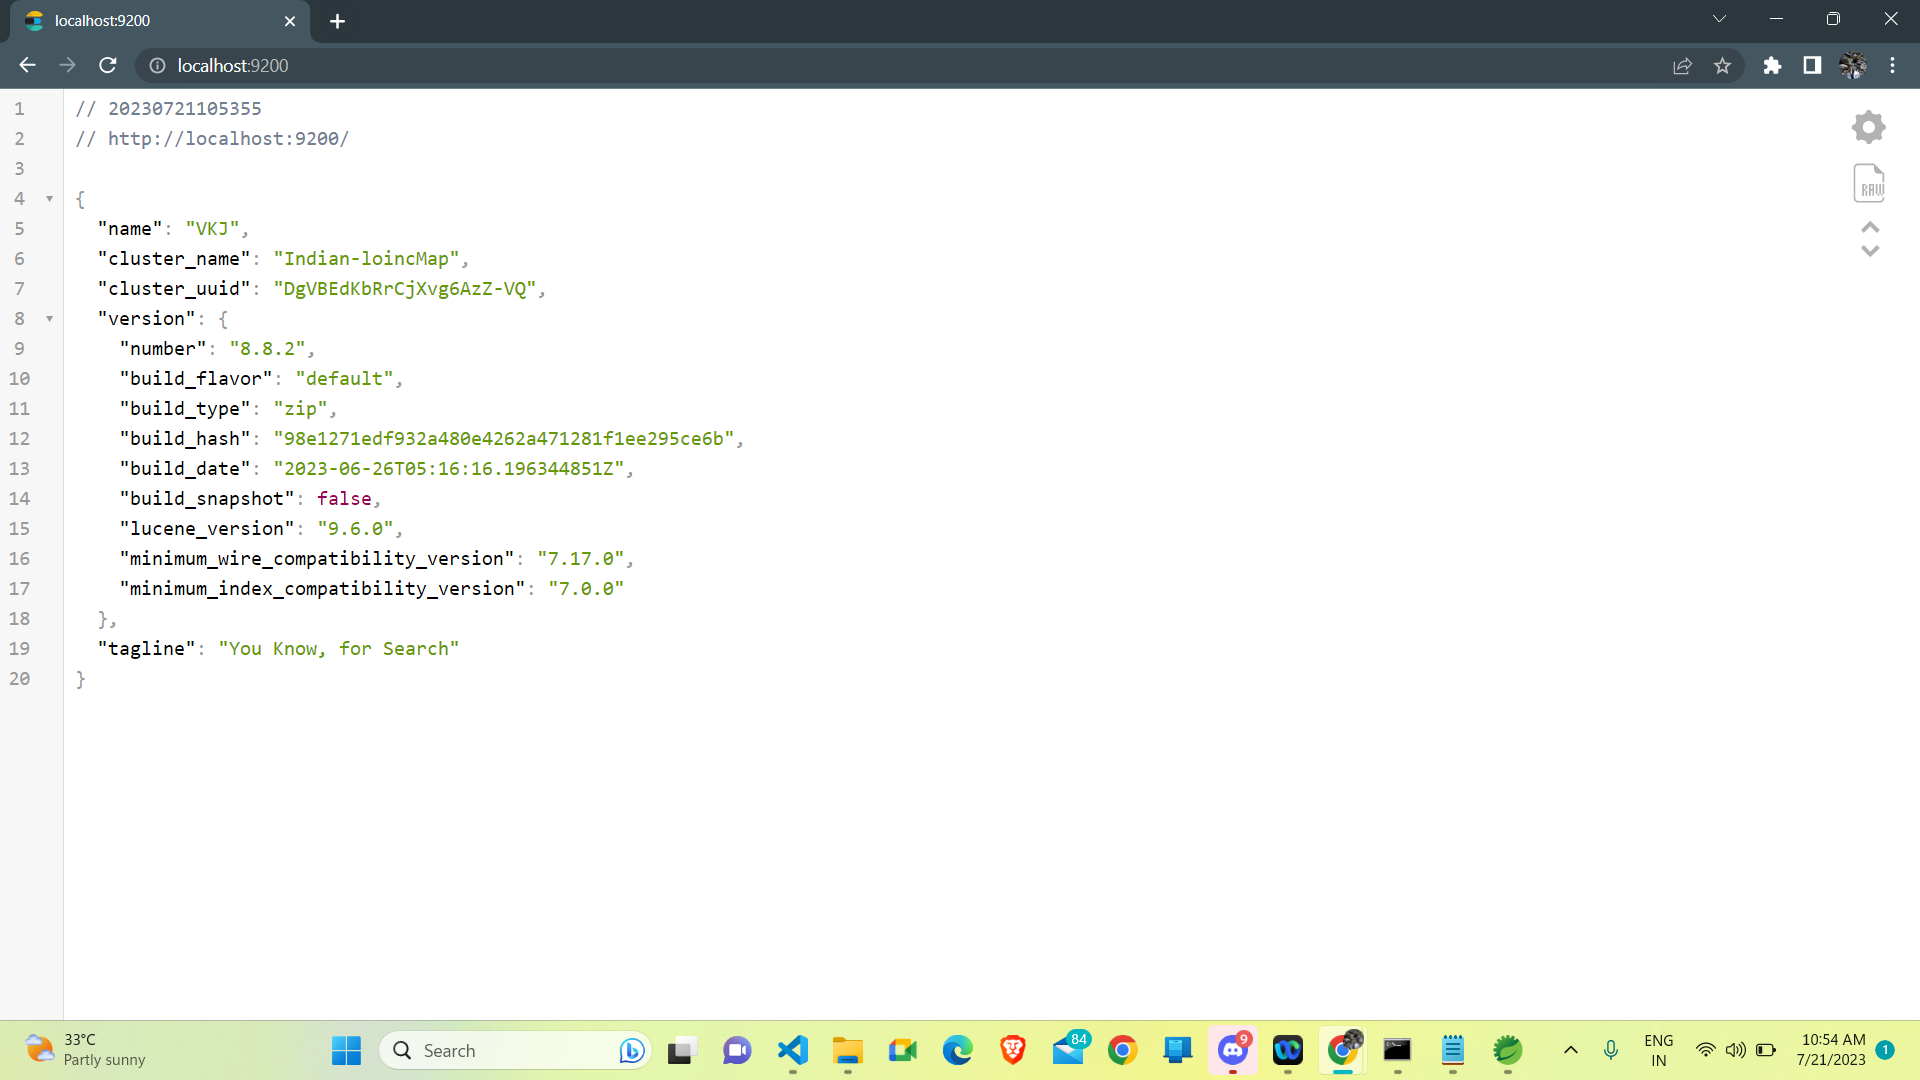 localhost:9200
localhost:9200
1 // 20230721105355
2 // http://localhost:9200/
3
4 {
5 "name": "VKJ",
6 "cluster_name": "Indian-loincMap",
7 "cluster_uuid": "DgVBEdKbRrCjXvg6AzZ-VQ",
8 "version": {
9 "number": "8.8.2",
10 "build_flavor": "default",
11 "build_type": "zip",
12 "build_hash": "98e1271edf932a480e4262a471281f1ee295ce6b",
13 "build_date": "2023-06-26T05:16:16.196344851Z",
14 "build_snapshot": false,
15 "lucene_version": "9.6.0",
16 "minimum_wire_compatibility_version": "7.17.0",
17 "minimum_index_compatibility_version": "7.0.0"
18 },
19 "tagline": "You Know, for Search"
20 }
RAW
33°C
Partly sunny
Search
84
9
ENG
IN
10:54 AM
7/21/2023
1